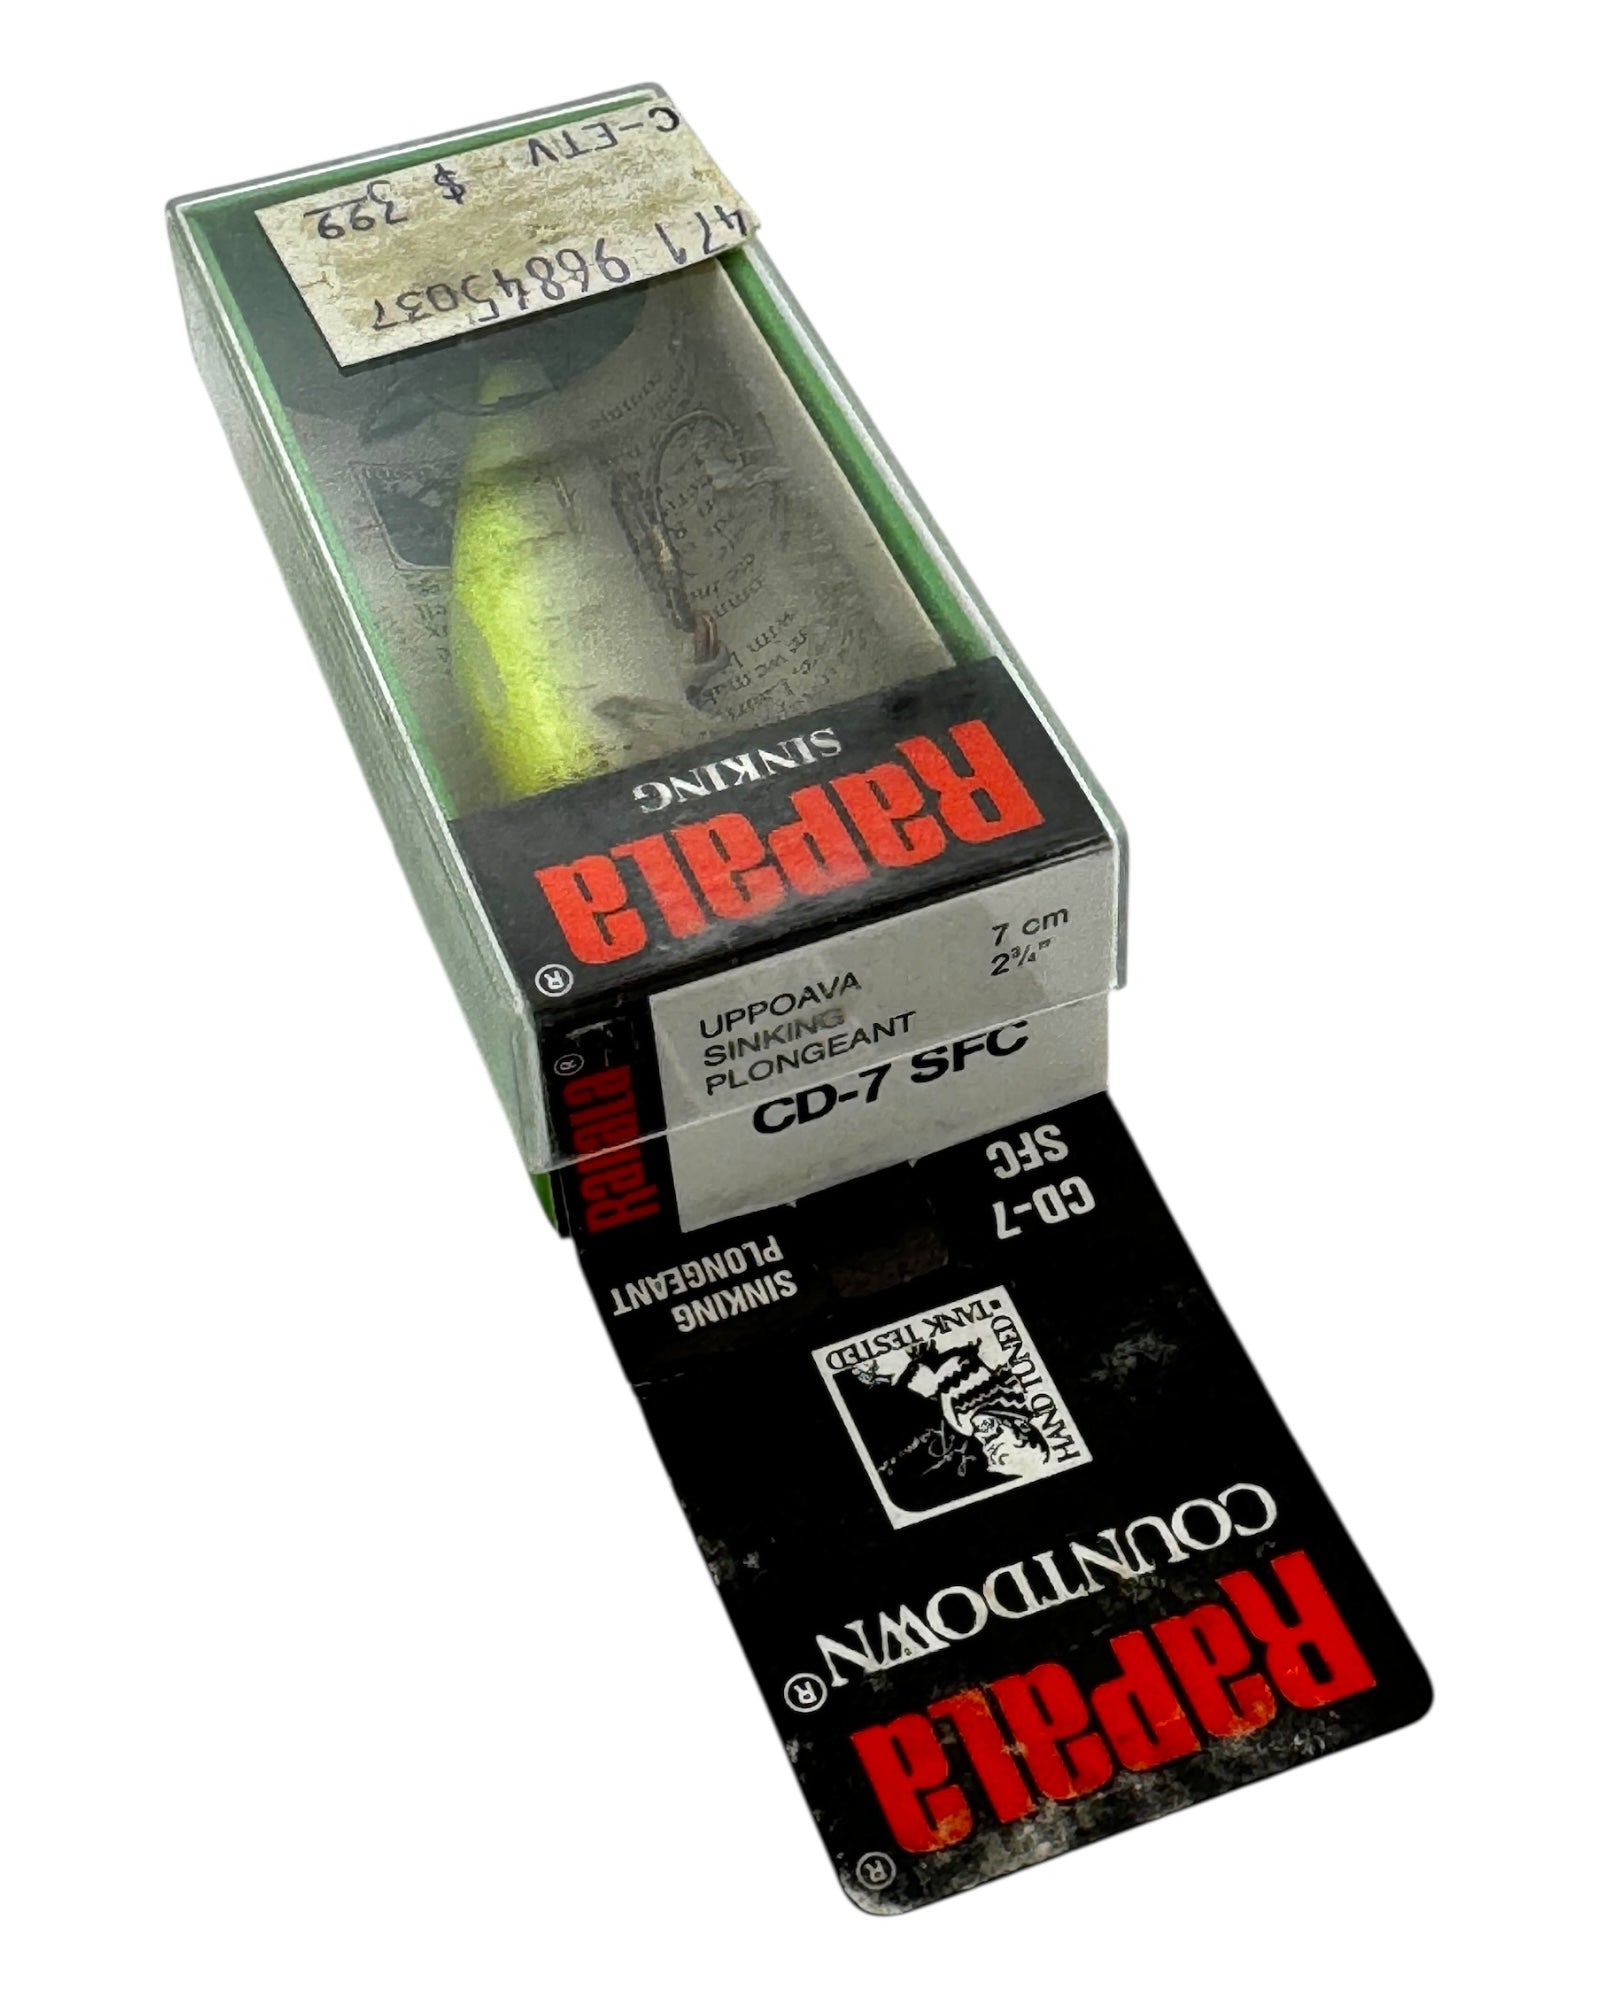 C-ETV
$ 3.99
471 96845037
SINKING
Rapala®
UPPOAVA
SINKING
PLONGEANT
7 cm
2¾"
CD-7 SFC
Rapala®
CD-7
SFC
SINKING
PLONGEANT
HAND TUNED • TANK TESTED
COUNTDOWN®
Rapala®